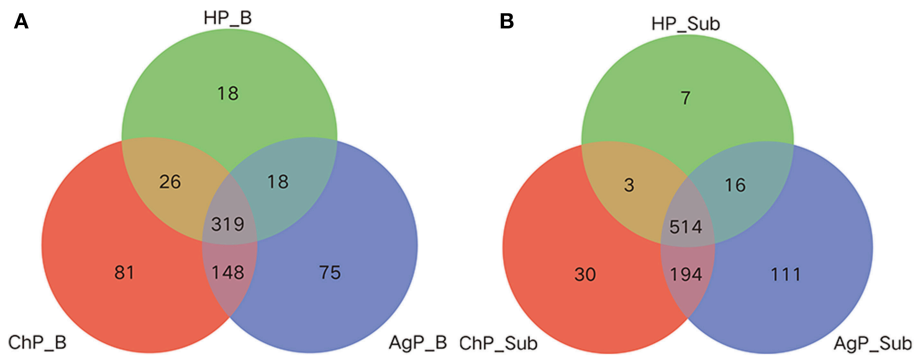 A
HP_B
18
26
18
319
81
148
75
ChP_B
AgP_B
B
HP_Sub
7
3
16
514
30
194
111
ChP_Sub
AgP_Sub